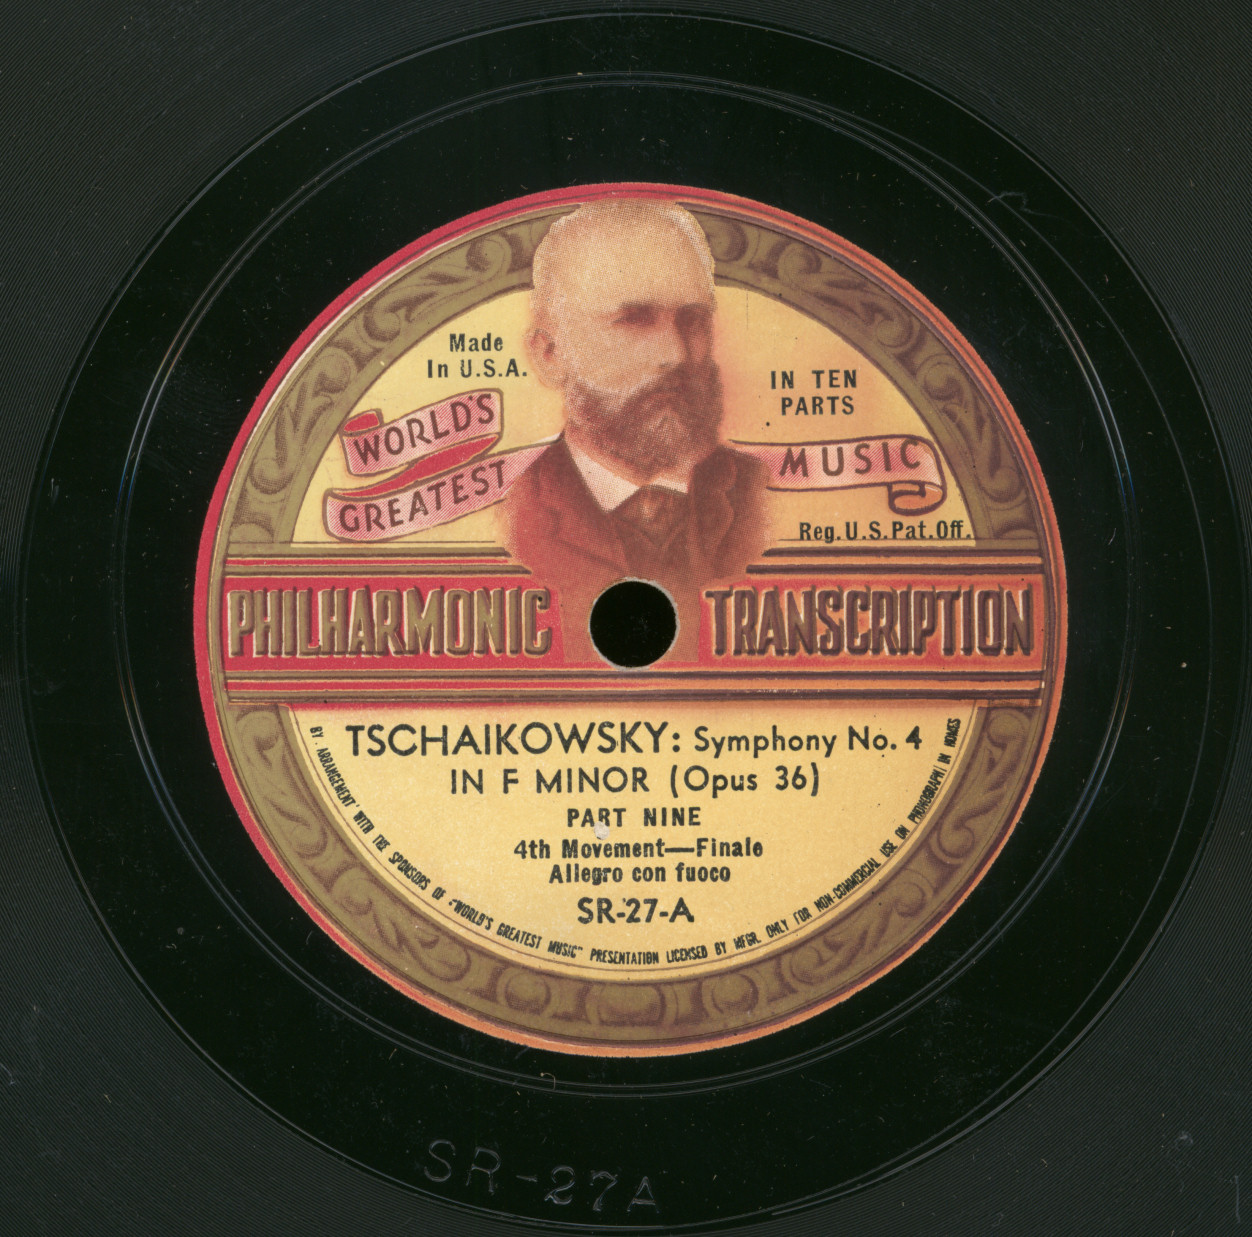 Made
In U.S.A.
IN TEN
PARTS
WORLD'S
GREATEST
MUSIC
Reg. U.S. Pat. Off.
PHILHARMONIC TRANSCRIPTION
TSCHAIKOWSKY: Symphony No. 4
IN F MINOR (Opus 36)
PART NINE
4th Movement—Finale
Allegro con fuoco
SR-27-A
BY ARRANGEMENT WITH THE SPONSORS OF "WORLD'S GREATEST MUSIC" PRESENTATION LICENSED BY MFGR. ONLY FOR NON-COMMERCIAL USE ON PHONOGRAPHS IN HOMES
SR-27A